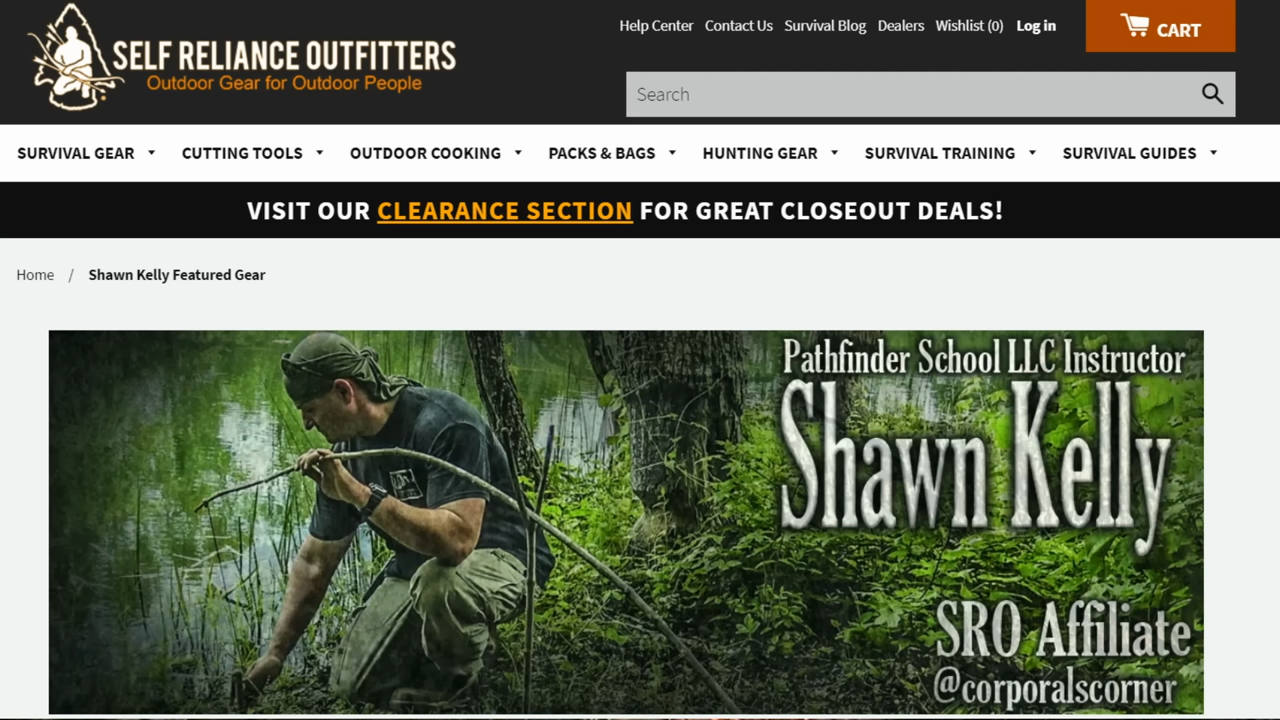 SELF RELIANCE OUTFITTERS
Outdoor Gear for Outdoor People
Help Center Contact Us Survival Blog Dealers Wishlist (0) Log in
CART
Search
SURVIVAL GEAR CUTTING TOOLS OUTDOOR COOKING PACKS & BAGS HUNTING GEAR SURVIVAL TRAINING SURVIVAL GUIDES
VISIT OUR CLEARANCE SECTION FOR GREAT CLOSEOUT DEALS!
Home / Shawn Kelly Featured Gear
Pathfinder School LLC Instructor
Shawn Kelly
SRO Affiliate
@corporalscorner